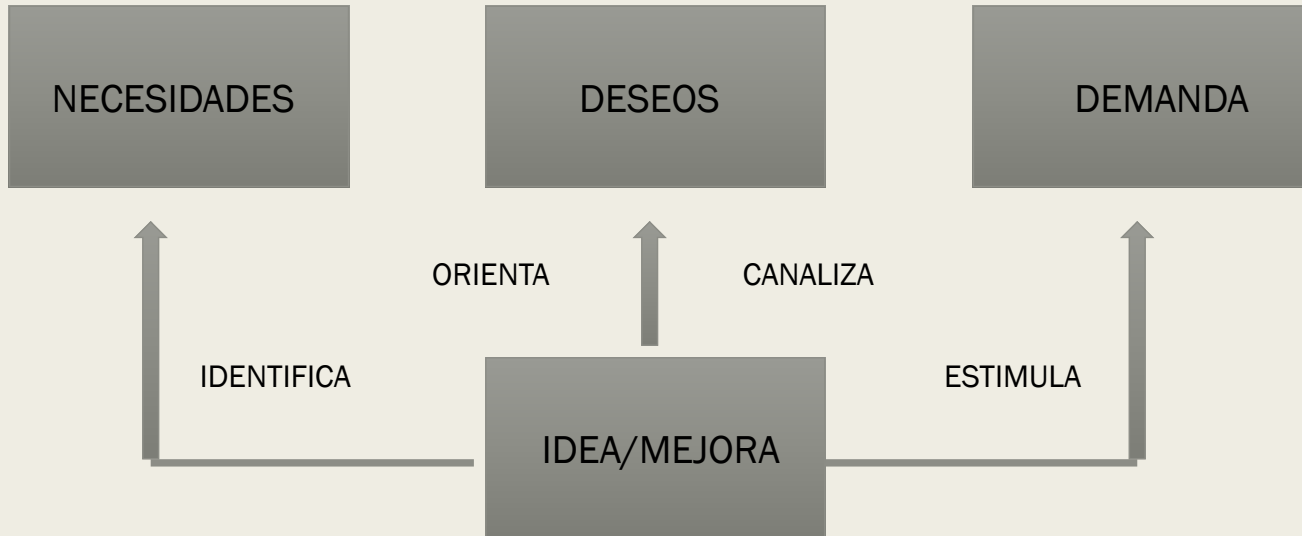 NECESIDADES
DESEOS
DEMANDA
ORIENTA
CANALIZA
IDENTIFICA
ESTIMULA
IDEA/MEJORA